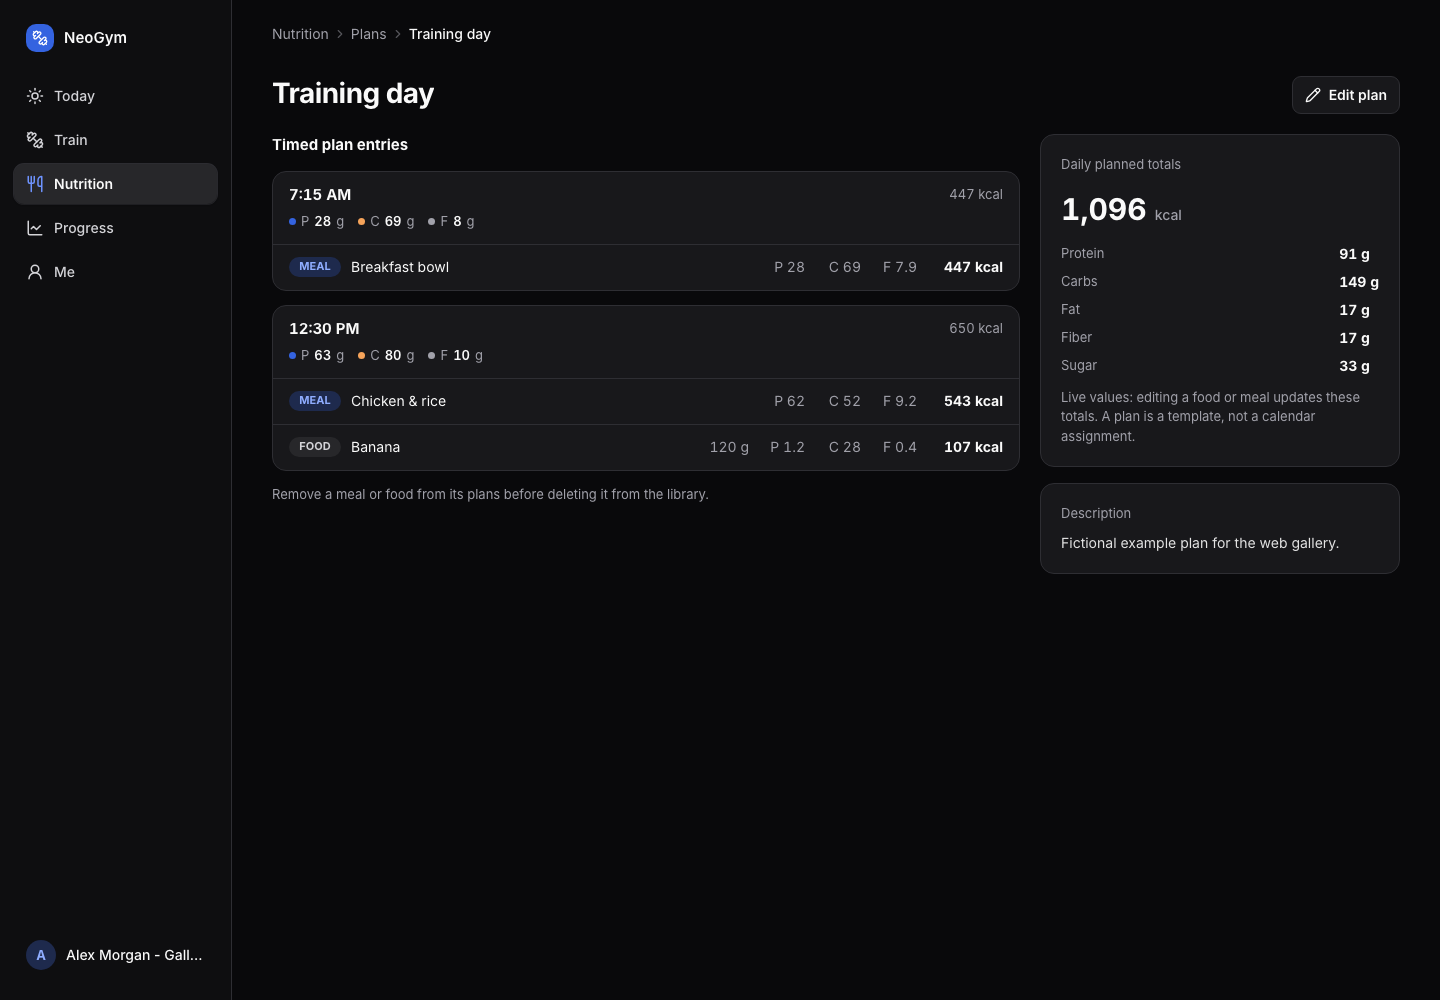 NeoGym
Today
Train
Nutrition
Progress
Me
A
Alex Morgan - Gall...
Nutrition > Plans > Training day
Training day
Edit plan
Timed plan entries
7:15 AM 447 kcal
P 28 g C 69 g F 8 g
MEAL Breakfast bowl P 28 C 69 F 7.9 447 kcal
12:30 PM 650 kcal
P 63 g C 80 g F 10 g
MEAL Chicken & rice P 62 C 52 F 9.2 543 kcal
FOOD Banana 120 g P 1.2 C 28 F 0.4 107 kcal
Remove a meal or food from its plans before deleting it from the library.
Daily planned totals
1,096 kcal
Protein 91 g
Carbs 149 g
Fat 17 g
Fiber 17 g
Sugar 33 g
Live values: editing a food or meal updates these
totals. A plan is a template, not a calendar
assignment.
Description
Fictional example plan for the web gallery.